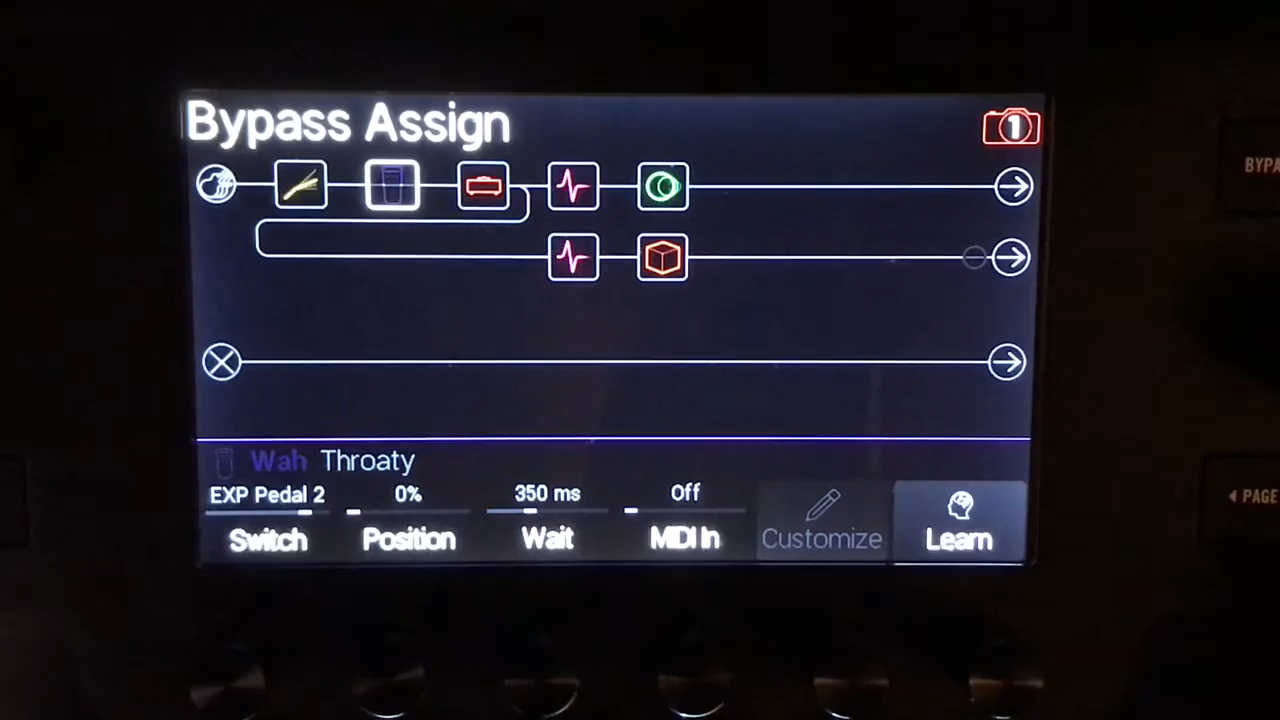 Bypass Assign
1
BYPA
Wah Throaty
EXP Pedal 2 0% 350 ms Off
Switch Position Wait MIDI In Customize Learn
PAGE